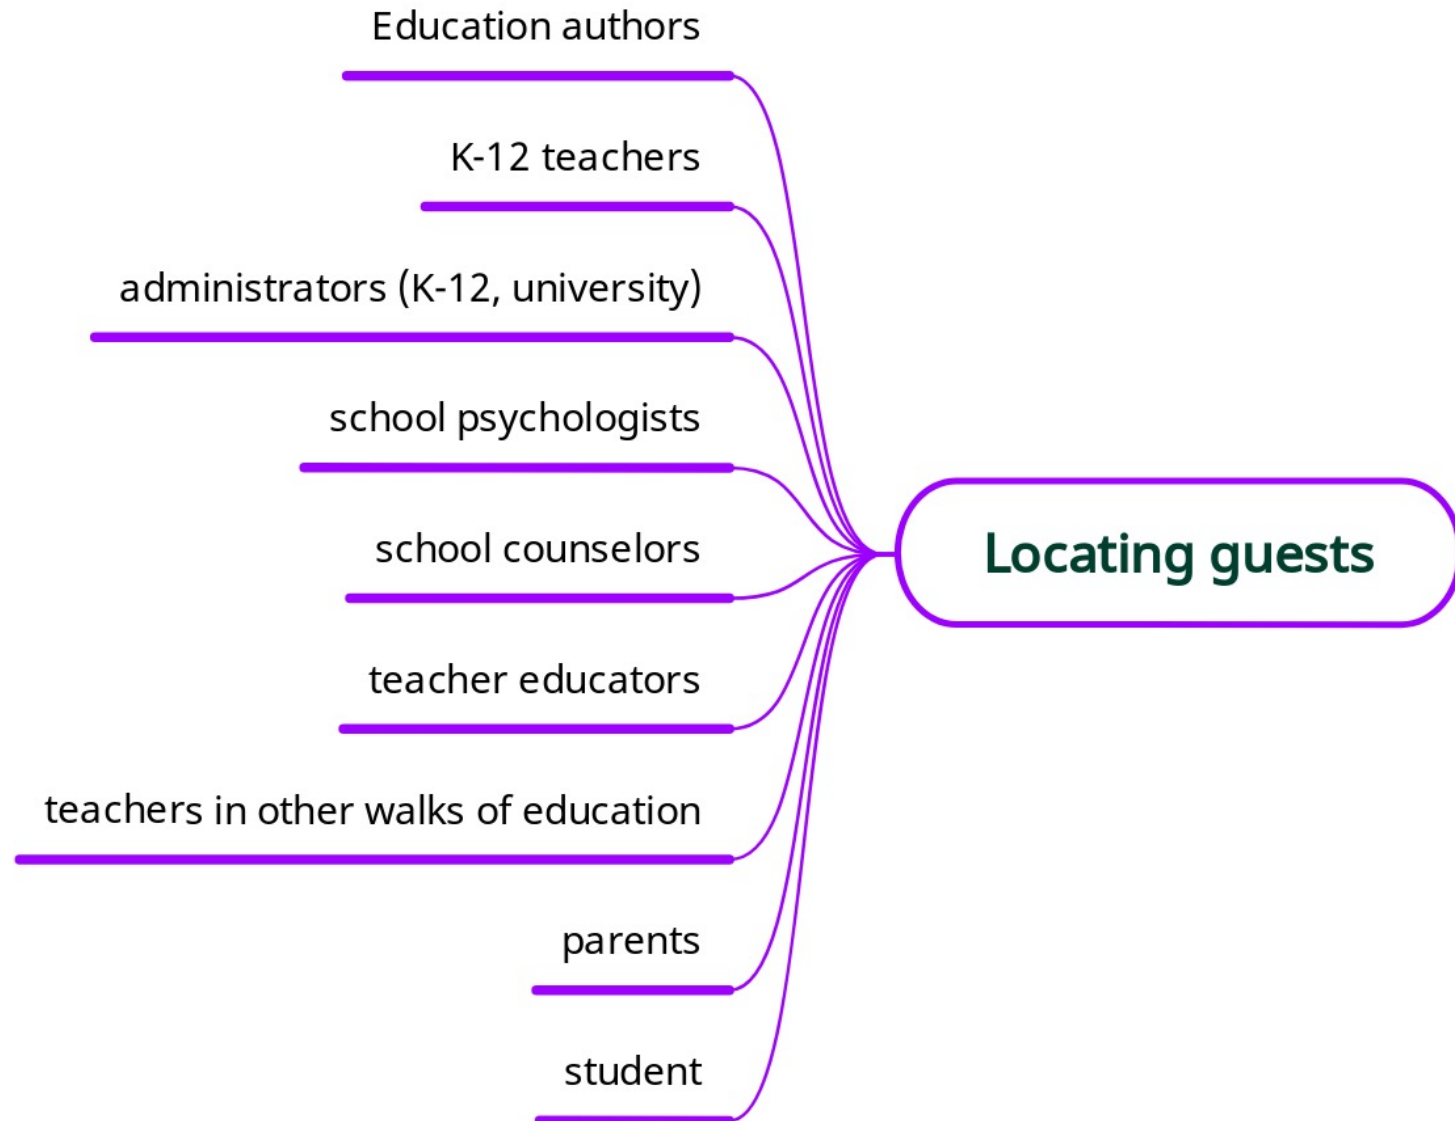 Education authors
K-12 teachers
administrators (K-12, university)
school psychologists
school counselors
teacher educators
teachers in other walks of education
parents
student
Locating guests